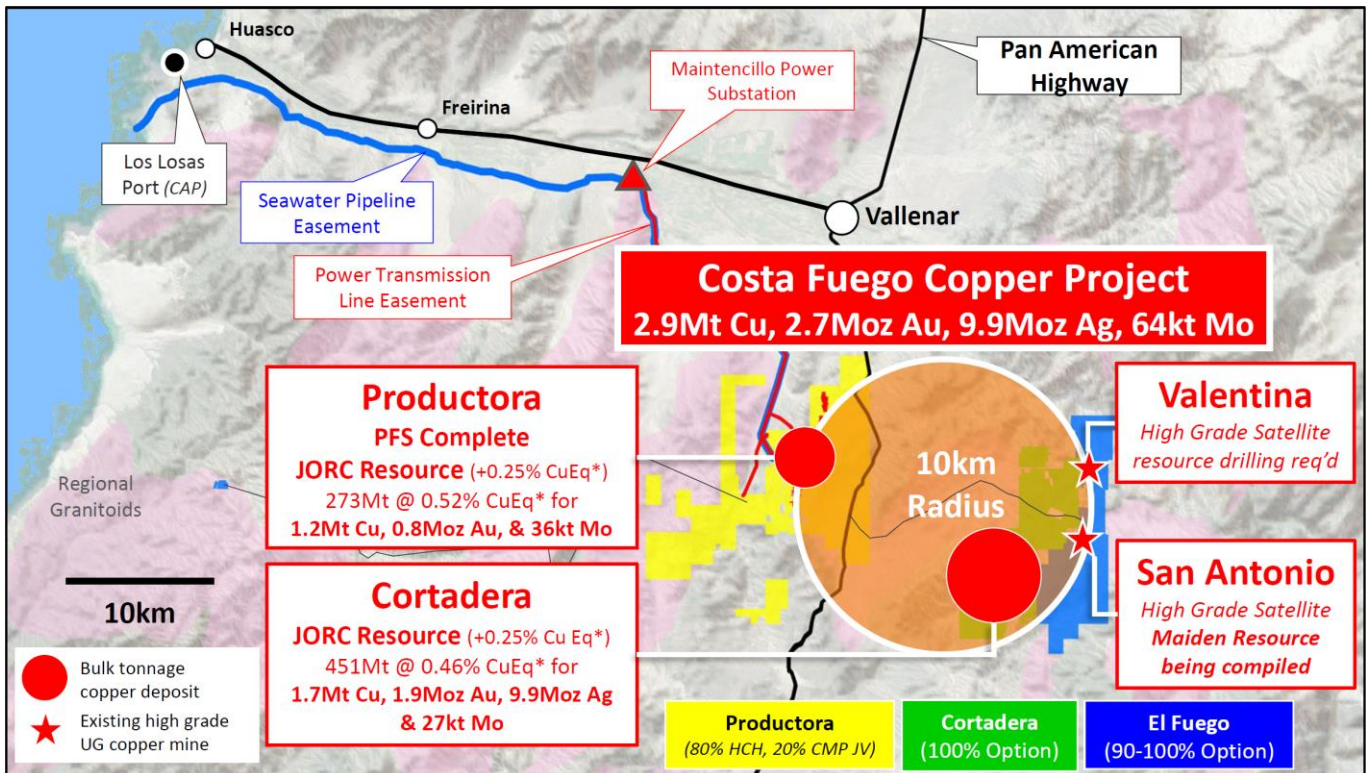 Huasco
Pan American
Highway
Maintencillo Power
Substation
Freirina
Los Losas
Port (CAP)
Seawater Pipeline
Easement
Vallenar
Power Transmission
Line Easement
Costa Fuego Copper Project
2.9Mt Cu, 2.7Moz Au, 9.9Moz Ag, 64kt Mo
Productora
PFS Complete
JORC Resource (+0.25% CuEq*)
273Mt @ 0.52% CuEq* for
1.2Mt Cu, 0.8Moz Au, & 36kt Mo
Valentina
High Grade Satellite
resource drilling req'd
10km
Radius
Regional
Granitoids
10km
Cortadera
JORC Resource (+0.25% Cu Eq*)
451Mt @ 0.46% CuEq* for
1.7Mt Cu, 1.9Moz Au, 9.9Moz Ag
& 27kt Mo
San Antonio
High Grade Satellite
Maiden Resource
being compiled
Bulk tonnage
copper deposit
Existing high grade
UG copper mine
Productora
(80% HCH, 20% CMP JV)
Cortadera
(100% Option)
El Fuego
(90-100% Option)